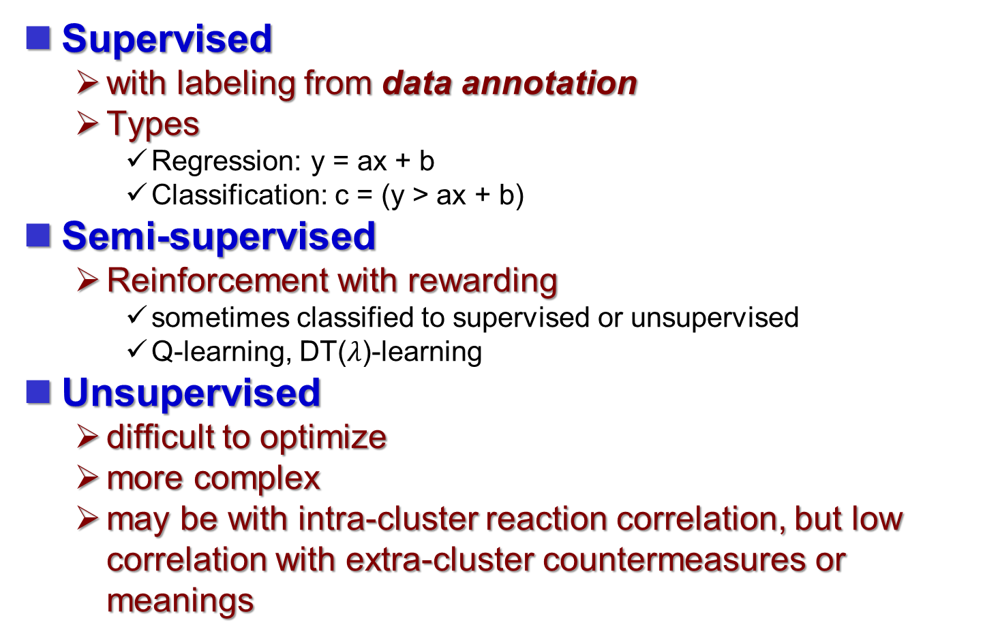 Supervised
with labeling from data annotation
Types
Regression: y = ax + b
Classification: c = (y > ax + b)
Semi-supervised
Reinforcement with rewarding
sometimes classified to supervised or unsupervised
Q-learning, DT(λ)-learning
Unsupervised
difficult to optimize
more complex
may be with intra-cluster reaction correlation, but low
correlation with extra-cluster countermeasures or
meanings